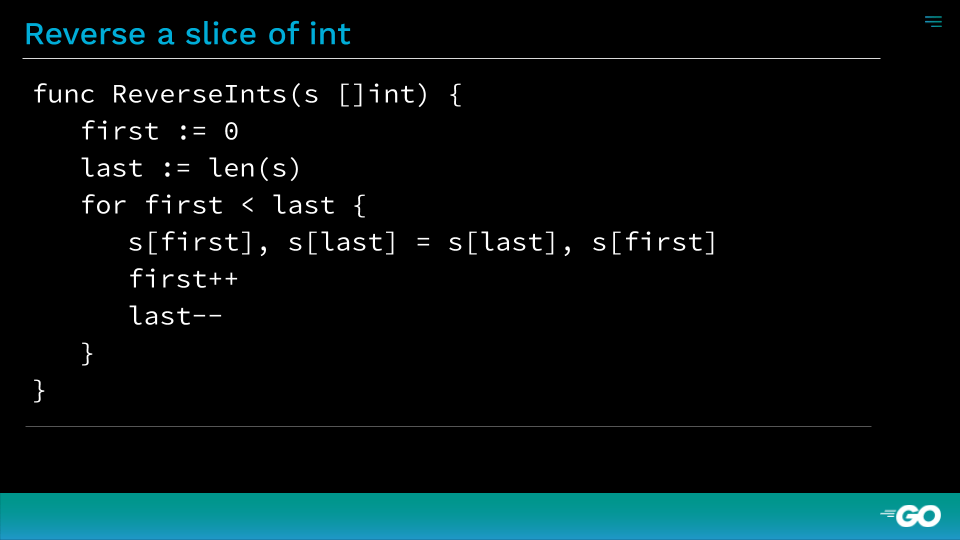 Reverse a slice of int
func ReverseInts(s []int) {
   first := 0
   last := len(s)
   for first < last {
      s[first], s[last] = s[last], s[first]
      first++
      last--
   }
}
GO